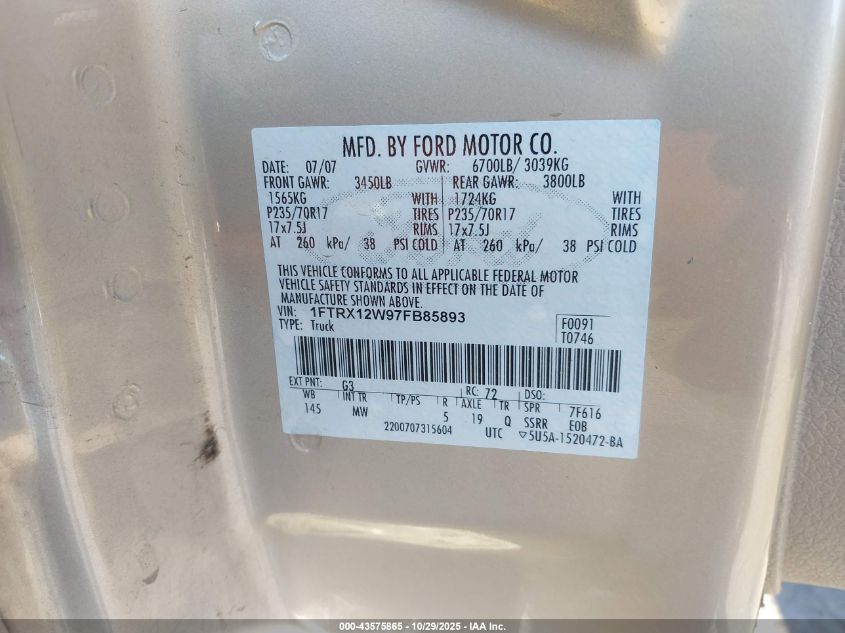 MFD. BY FORD MOTOR CO.
DATE: 07/07 GVWR: 6700LB/ 3039KG
FRONT GAWR: 3450LB REAR GAWR: 3800LB
1565KG WITH 1724KG WITH
P235/70R17 TIRES P235/70R17 TIRES
17x7.5J RIMS 17x7.5J RIMS
AT 260 kPa/ 38 PSI COLD AT 260 kPa/ 38 PSI COLD
THIS VEHICLE CONFORMS TO ALL APPLICABLE FEDERAL MOTOR
VEHICLE SAFETY STANDARDS IN EFFECT ON THE DATE OF
MANUFACTURE SHOWN ABOVE.
VIN: 1FTRX12W97FB85893 F0091
TYPE: Truck T0746
EXT PNT: G3 RC: 72 DSO:
WB INT TR TP/PS R AXLE TR SPR 7F616
145 MW 5 19 Q SSRR EOB
2200707315604 UTC ▽5U5A-1520472-BA
000-43575865 | 10/29/2025 - IAA Inc.